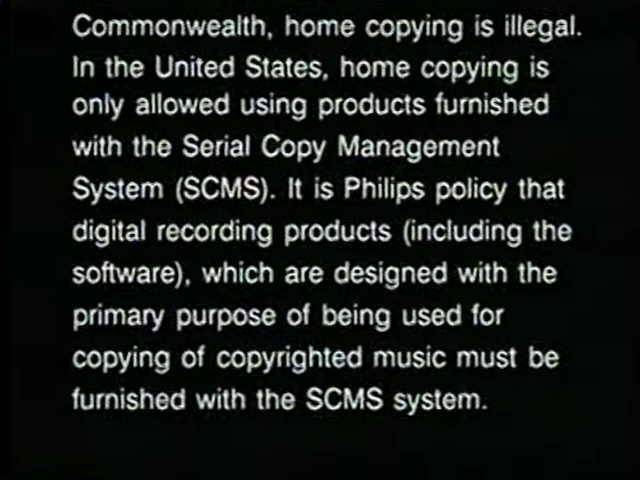 Commonwealth, home copying is illegal.
In the United States, home copying is
only allowed using products furnished
with the Serial Copy Management
System (SCMS). It is Philips policy that
digital recording products (including the
software), which are designed with the
primary purpose of being used for
copying of copyrighted music must be
furnished with the SCMS system.